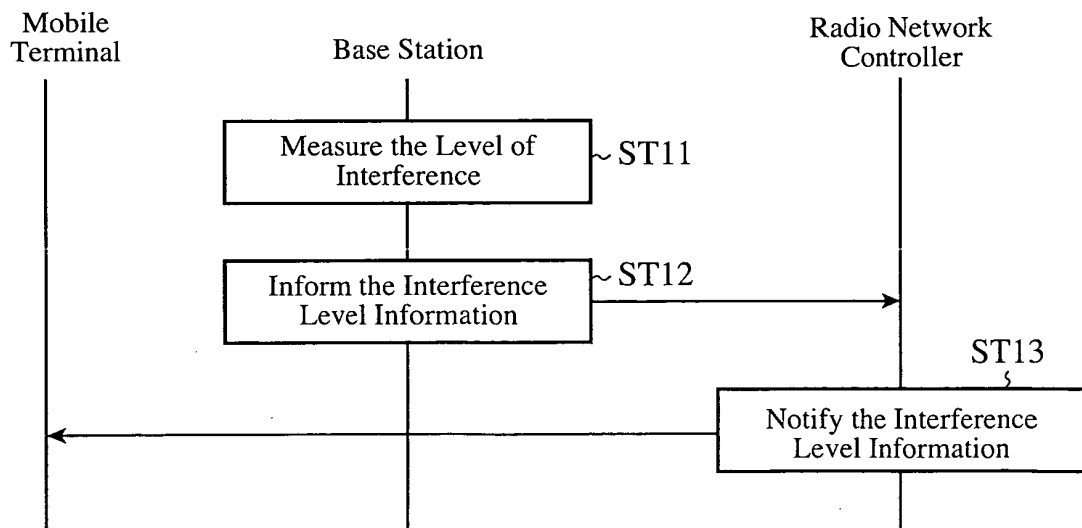 Mobile
Terminal
Base Station
Radio Network
Controller
Measure the Level of
Interference
ST11
Inform the Interference
Level Information
ST12
ST13
Notify the Interference
Level Information